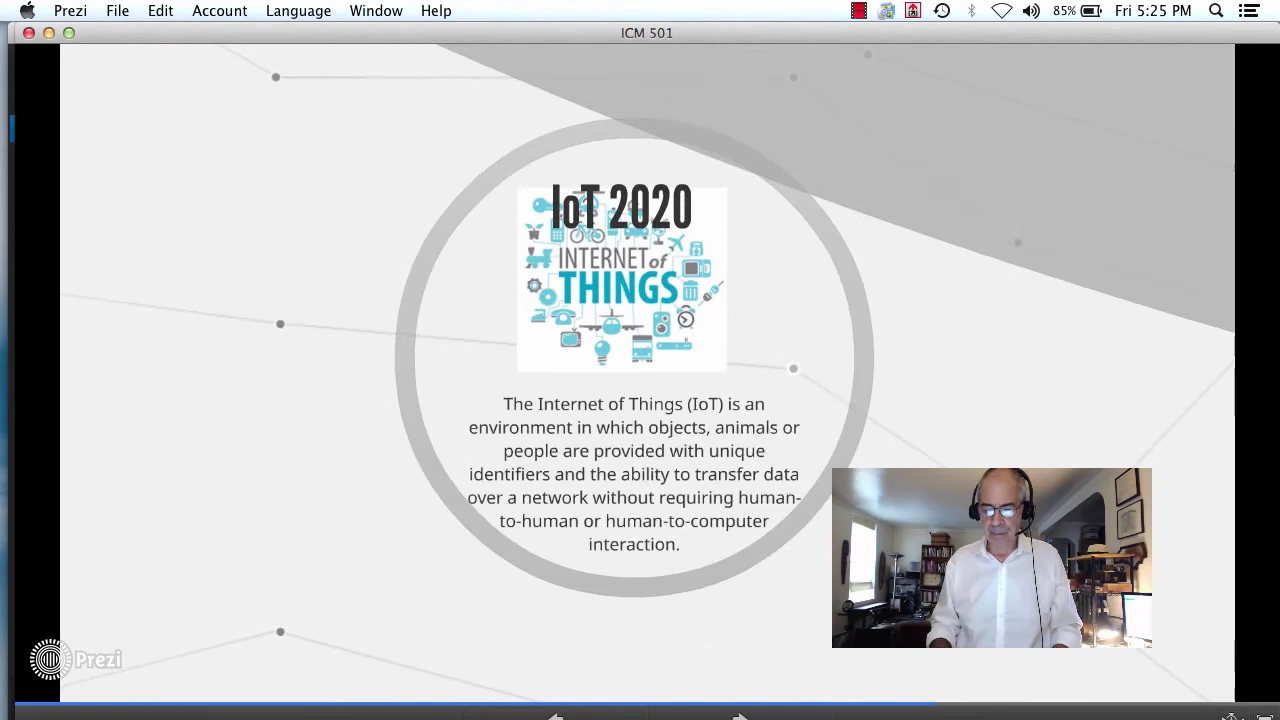 Prezi File Edit Account Language Window Help 85% Fri 5:25 PM
ICM 501
IoT 2020
INTERNET of
THINGS
The Internet of Things (IoT) is an
environment in which objects, animals or
people are provided with unique
identifiers and the ability to transfer data
over a network without requiring human-
to-human or human-to-computer
interaction.
Prezi